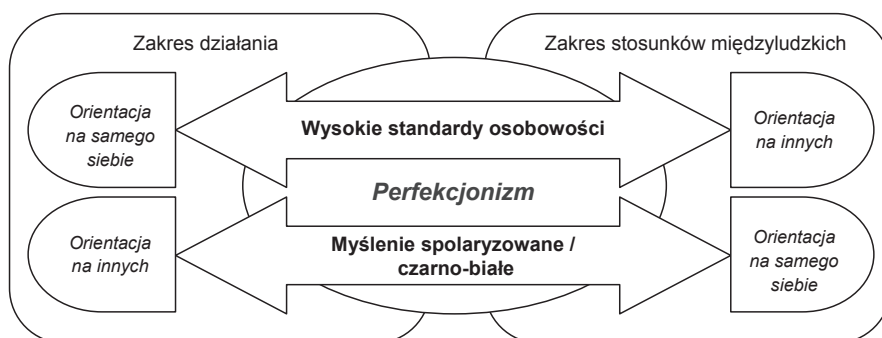 Zakres działania
Zakres stosunków międzyludzkich
Orientacja
na samego
siebie
Wysokie standardy osobowości
Orientacja
na innych
Perfekcjonizm
Orientacja
na innych
Myślenie spolaryzowane /
czarno-białe
Orientacja
na samego
siebie